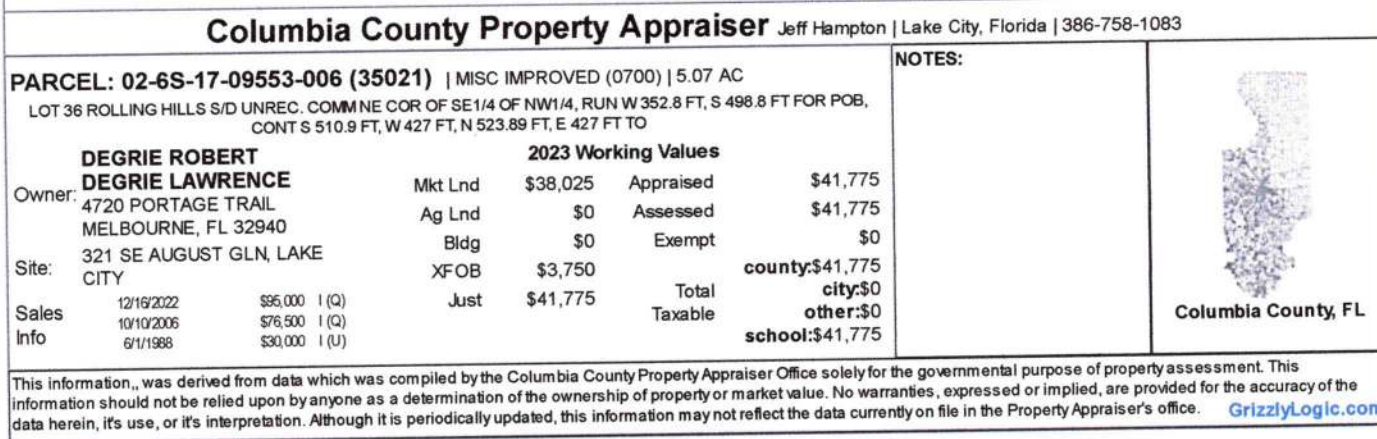 Columbia County Property Appraiser Jeff Hampton | Lake City, Florida | 386-758-1083
PARCEL: 02-6S-17-09553-006 (35021) | MISC IMPROVED (0700) | 5.07 AC
LOT 36 ROLLING HILLS S/D UNREC. COMM NE COR OF SE1/4 OF NW1/4, RUN W 352.8 FT, S 498.8 FT FOR POB,
CONT S 510.9 FT, W 427 FT, N 523.89 FT, E 427 FT TO
Owner: DEGRIE ROBERT
DEGRIE LAWRENCE
4720 PORTAGE TRAIL
MELBOURNE, FL 32940
Site: 321 SE AUGUST GLN, LAKE
CITY
Sales Info
12/16/2022 $95,000 I (Q)
10/10/2006 $76,500 I (Q)
6/1/1988 $30,000 I (U)
2023 Working Values
Mkt Lnd $38,025 Appraised $41,775
Ag Lnd $0 Assessed $41,775
Bldg $0 Exempt $0
XFOB $3,750 county:$41,775
Just $41,775 Total city:$0
Taxable other:$0
school:$41,775
NOTES:
Columbia County, FL
This information,, was derived from data which was compiled by the Columbia County Property Appraiser Office solely for the governmental purpose of property assessment. This
information should not be relied upon by anyone as a determination of the ownership of property or market value. No warranties, expressed or implied, are provided for the accuracy of the
data herein, it's use, or it's interpretation. Although it is periodically updated, this information may not reflect the data currently on file in the Property Appraiser's office. GrizzlyLogic.com